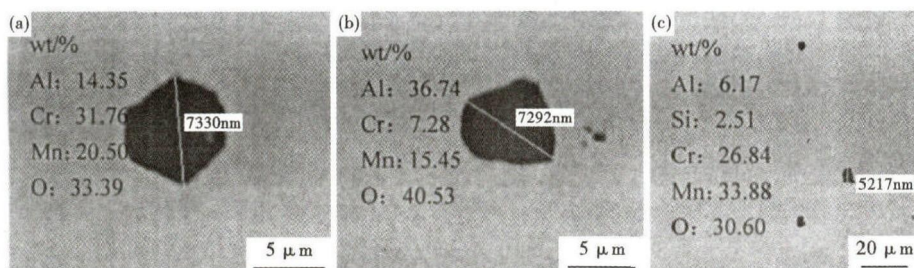 (a)
wt/%
Al: 14.35
Cr: 31.76
Mn: 20.50
O: 33.39
7330nm
5 μm
(b)
wt/%
Al: 36.74
Cr: 7.28
Mn: 15.45
O: 40.53
7292nm
5 μm
(c)
wt/%
Al: 6.17
Si: 2.51
Cr: 26.84
Mn: 33.88
O: 30.60
5217nm
20 μm